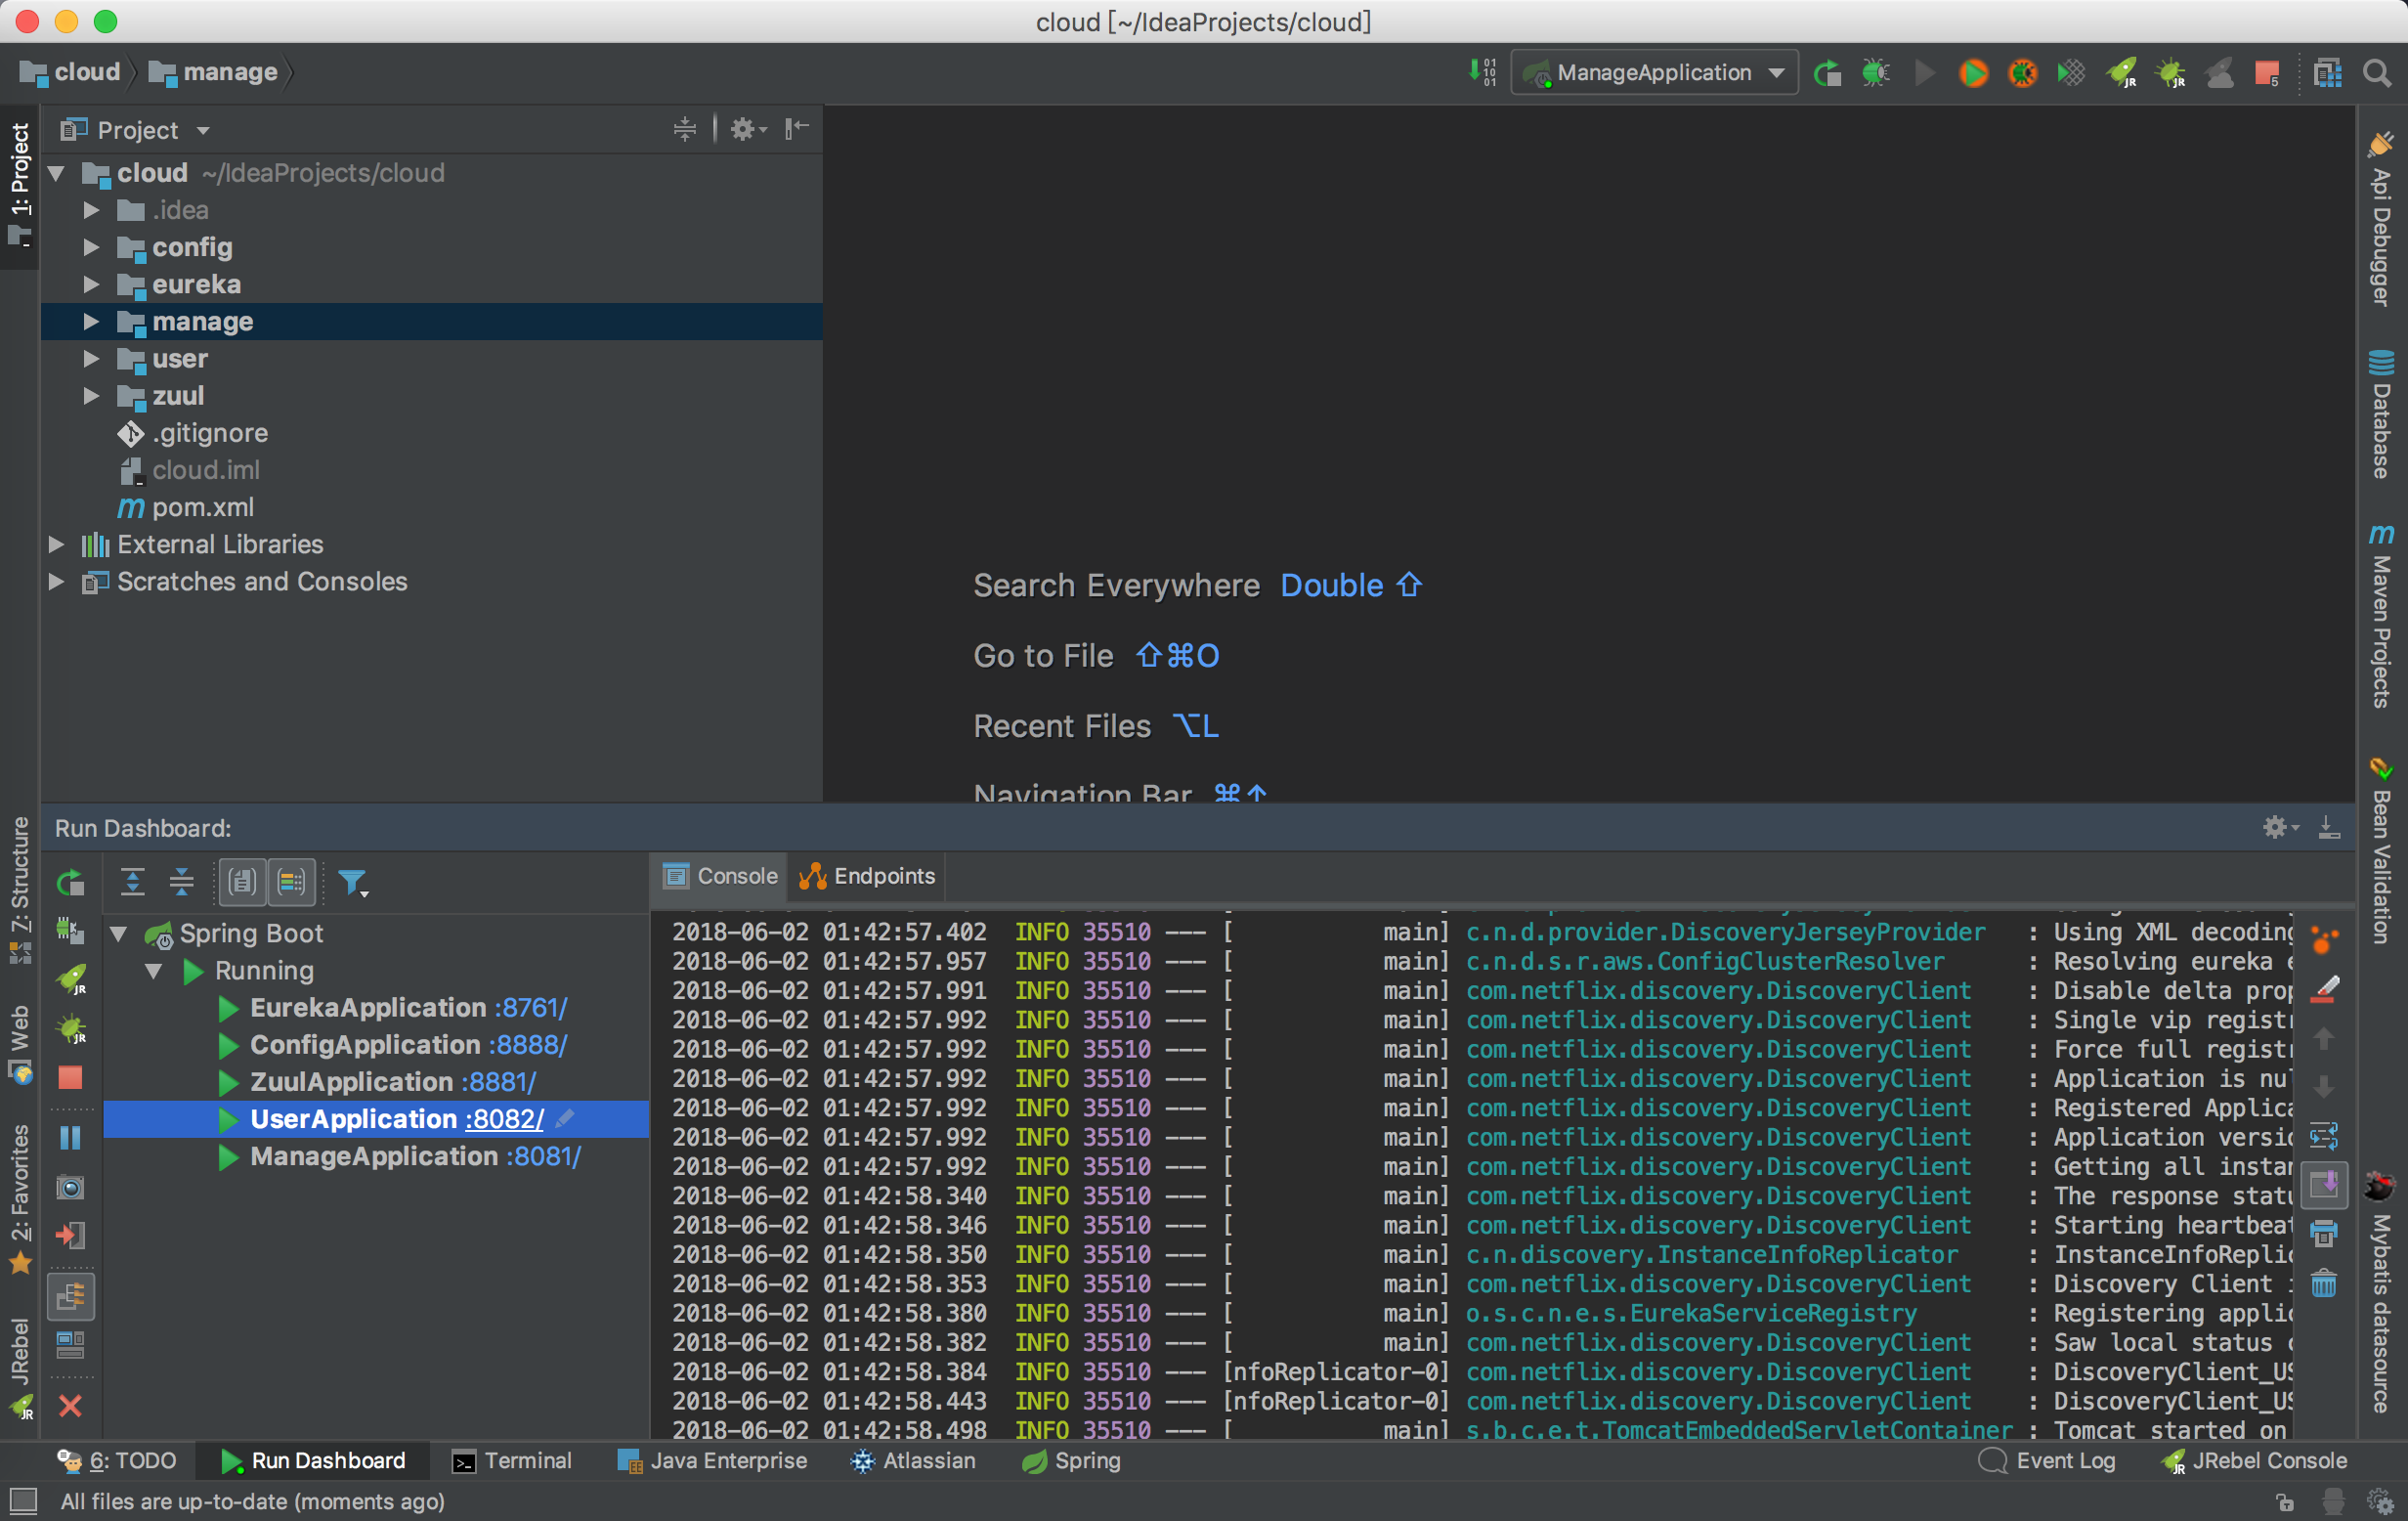 cloud [~/IdeaProjects/cloud]
cloud manage
ManageApplication
5
Project
1: Project
cloud ~/IdeaProjects/cloud
.idea
config
eureka
manage
user
zuul
.gitignore
cloud.iml
pom.xml
External Libraries
Scratches and Consoles
Search Everywhere Double ⇧
Go to File ⇧⌘O
Recent Files ⌥L
Navigation Bar ⌘↑
Api Debugger
Database
Maven Projects
Bean Validation
Mybatis datasource
Z: Structure
Web
2: Favorites
JRebel
Run Dashboard:
Console Endpoints
Spring Boot
Running
EurekaApplication :8761/
ConfigApplication :8888/
ZuulApplication :8881/
UserApplication :8082/
ManageApplication :8081/
2018-06-02 01:42:57.402 INFO 35510 --- [ main] c.n.d.provider.DiscoveryJerseyProvider : Using XML decoding
2018-06-02 01:42:57.957 INFO 35510 --- [ main] c.n.d.s.r.aws.ConfigClusterResolver : Resolving eureka e
2018-06-02 01:42:57.991 INFO 35510 --- [ main] com.netflix.discovery.DiscoveryClient : Disable delta prop
2018-06-02 01:42:57.992 INFO 35510 --- [ main] com.netflix.discovery.DiscoveryClient : Single vip registr
2018-06-02 01:42:57.992 INFO 35510 --- [ main] com.netflix.discovery.DiscoveryClient : Force full registr
2018-06-02 01:42:57.992 INFO 35510 --- [ main] com.netflix.discovery.DiscoveryClient : Application is nul
2018-06-02 01:42:57.992 INFO 35510 --- [ main] com.netflix.discovery.DiscoveryClient : Registered Applica
2018-06-02 01:42:57.992 INFO 35510 --- [ main] com.netflix.discovery.DiscoveryClient : Application versio
2018-06-02 01:42:57.992 INFO 35510 --- [ main] com.netflix.discovery.DiscoveryClient : Getting all instan
2018-06-02 01:42:58.340 INFO 35510 --- [ main] com.netflix.discovery.DiscoveryClient : The response statu
2018-06-02 01:42:58.346 INFO 35510 --- [ main] com.netflix.discovery.DiscoveryClient : Starting heartbeat
2018-06-02 01:42:58.350 INFO 35510 --- [ main] c.n.discovery.InstanceInfoReplicator : InstanceInfoReplic
2018-06-02 01:42:58.353 INFO 35510 --- [ main] com.netflix.discovery.DiscoveryClient : Discovery Client i
2018-06-02 01:42:58.380 INFO 35510 --- [ main] o.s.c.n.e.s.EurekaServiceRegistry : Registering applic
2018-06-02 01:42:58.382 INFO 35510 --- [ main] com.netflix.discovery.DiscoveryClient : Saw local status c
2018-06-02 01:42:58.384 INFO 35510 --- [nfoReplicator-0] com.netflix.discovery.DiscoveryClient : DiscoveryClient_US
2018-06-02 01:42:58.443 INFO 35510 --- [nfoReplicator-0] com.netflix.discovery.DiscoveryClient : DiscoveryClient_US
2018-06-02 01:42:58.498 INFO 35510 --- [ main] s.b.c.e.t.TomcatEmbeddedServletContainer : Tomcat started on
6: TODO Run Dashboard Terminal Java Enterprise Atlassian Spring Event Log JRebel Console
All files are up-to-date (moments ago)